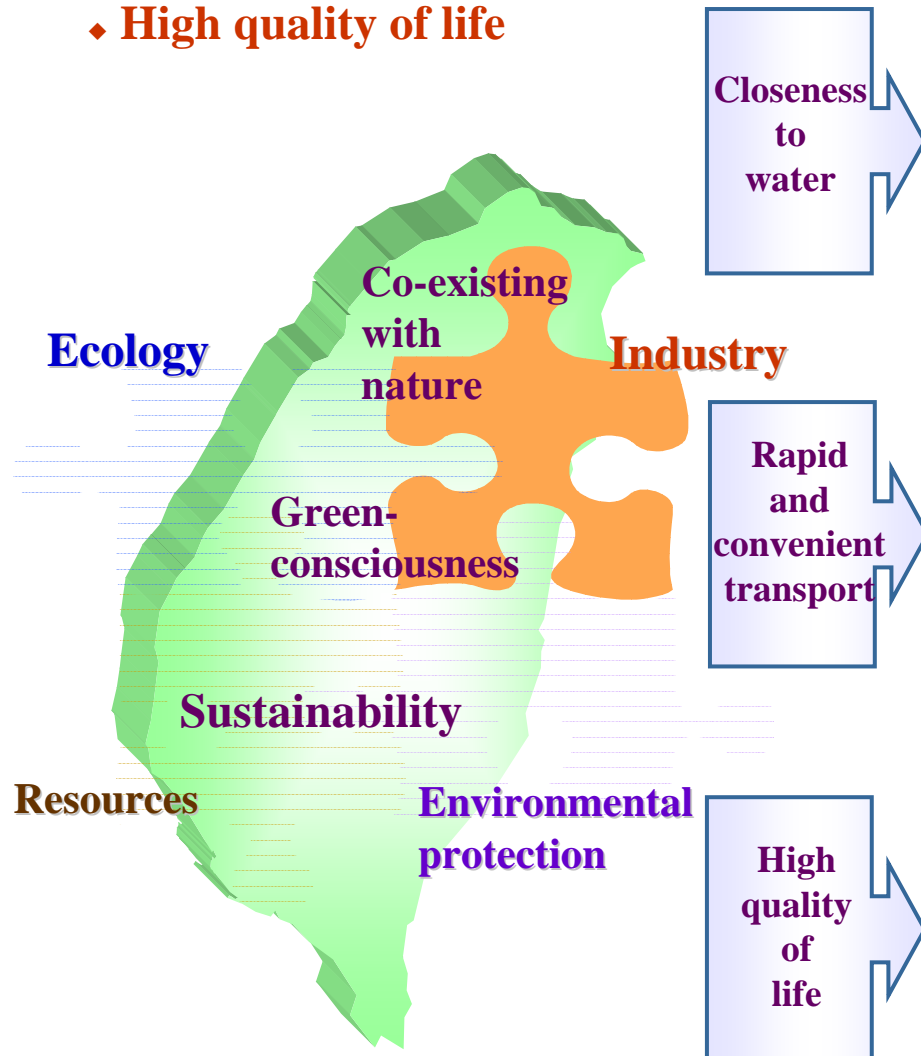 ◆ High quality of life
Closeness
to
water
Co-existing
with
nature
Ecology
Industry
Rapid
and
convenient
transport
Green-
consciousness
Sustainability
Resources
Environmental
protection
High
quality
of
life